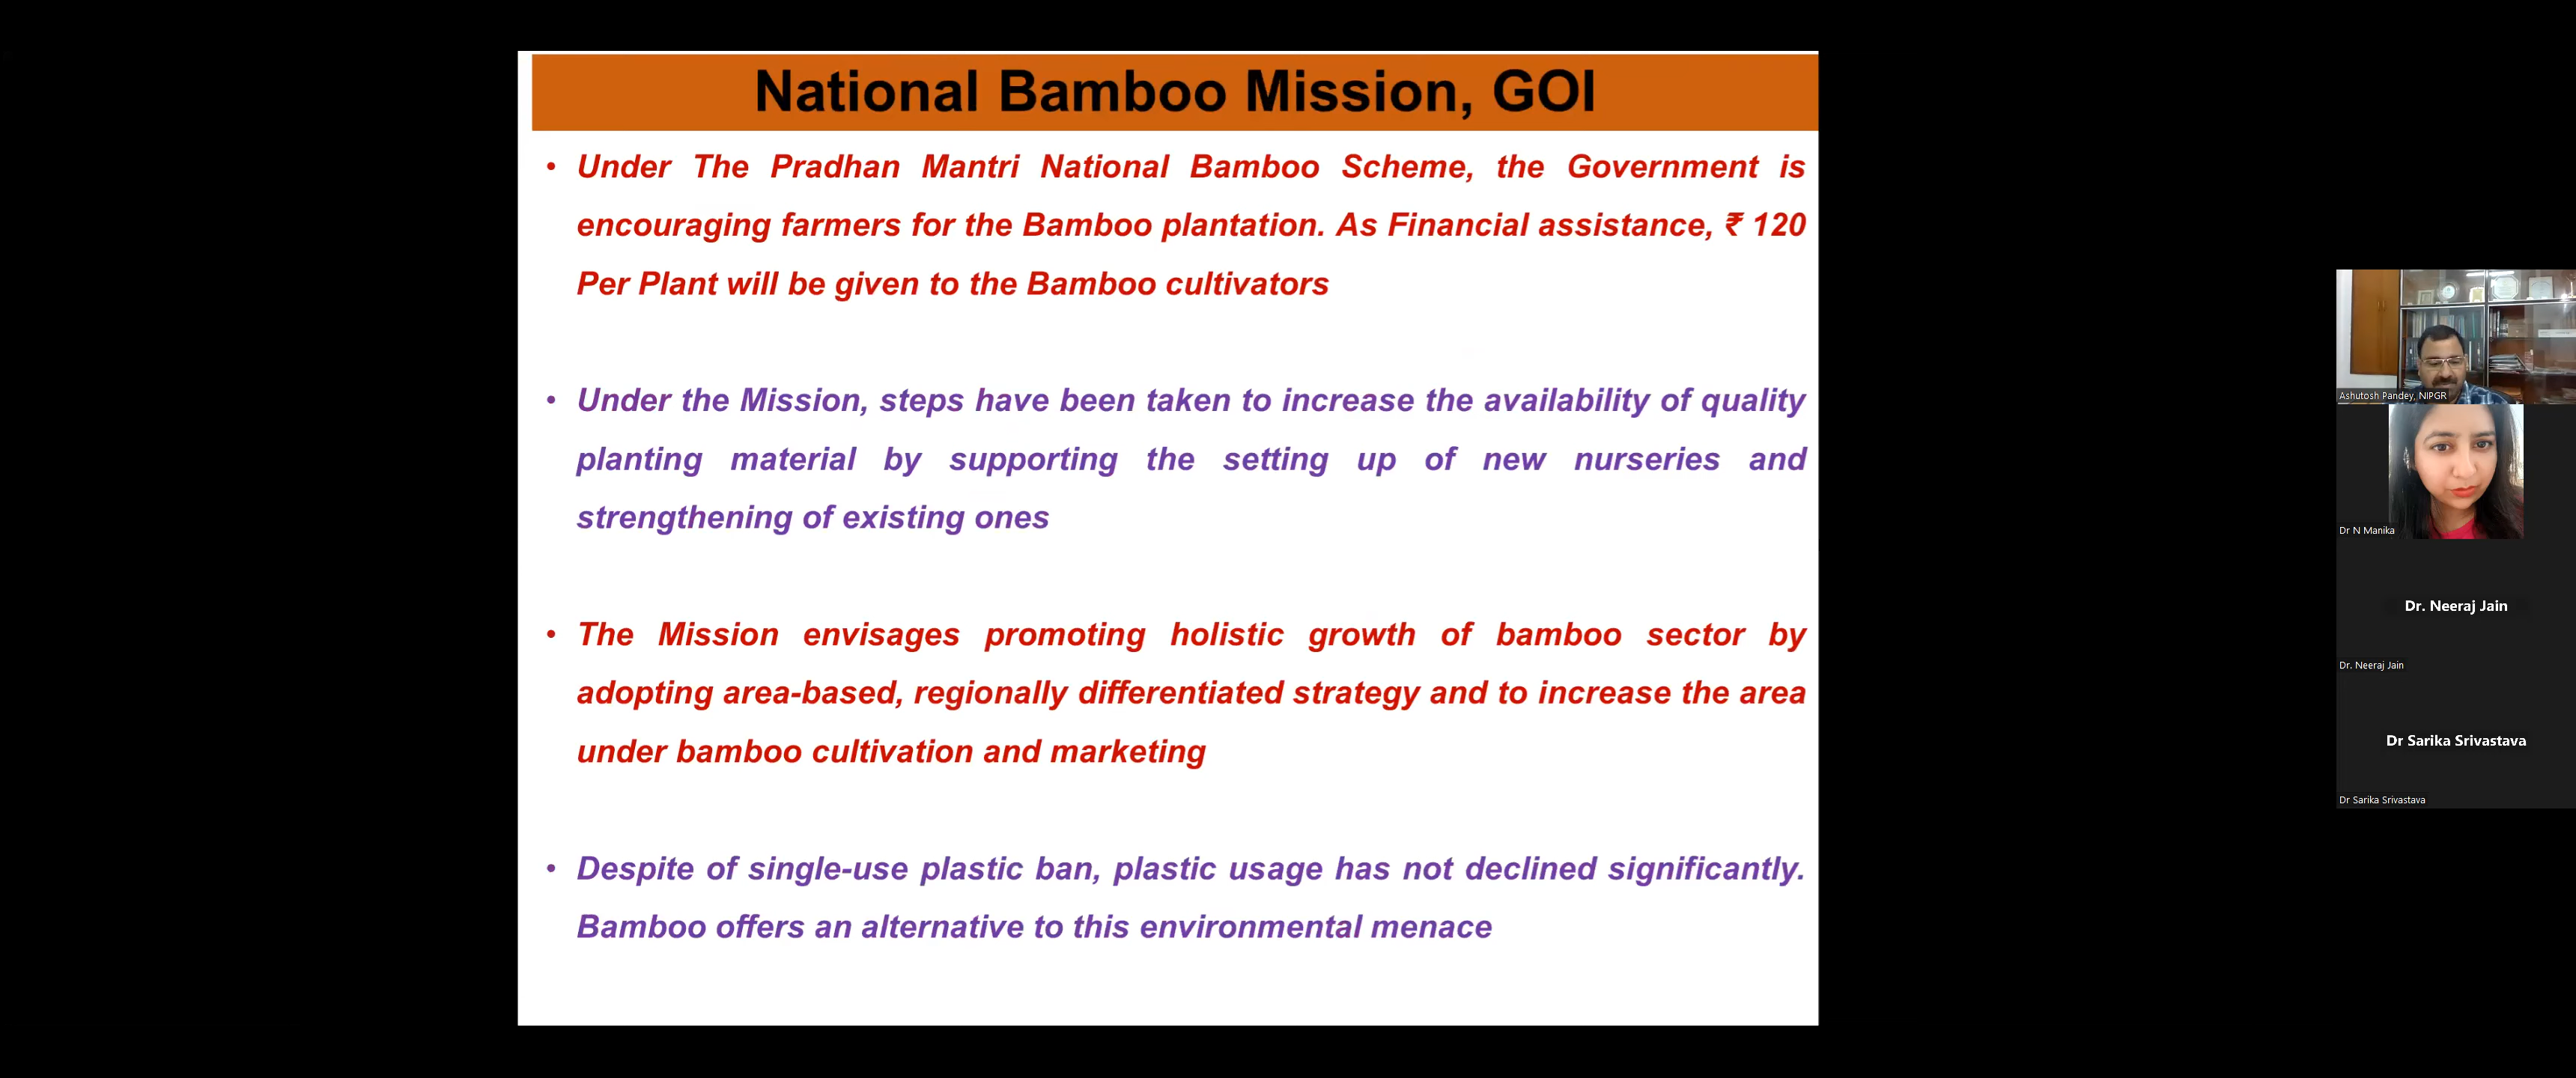 National Bamboo Mission, GOI
• Under The Pradhan Mantri National Bamboo Scheme, the Government is
encouraging farmers for the Bamboo plantation. As Financial assistance, ₹ 120
Per Plant will be given to the Bamboo cultivators
• Under the Mission, steps have been taken to increase the availability of quality
planting material by supporting the setting up of new nurseries and
strengthening of existing ones
• The Mission envisages promoting holistic growth of bamboo sector by
adopting area-based, regionally differentiated strategy and to increase the area
under bamboo cultivation and marketing
• Despite of single-use plastic ban, plastic usage has not declined significantly.
Bamboo offers an alternative to this environmental menace
Ashutosh Pandey, NIPGR
Dr N Manika
Dr. Neeraj Jain
Dr. Neeraj Jain
Dr Sarika Srivastava
Dr Sarika Srivastava